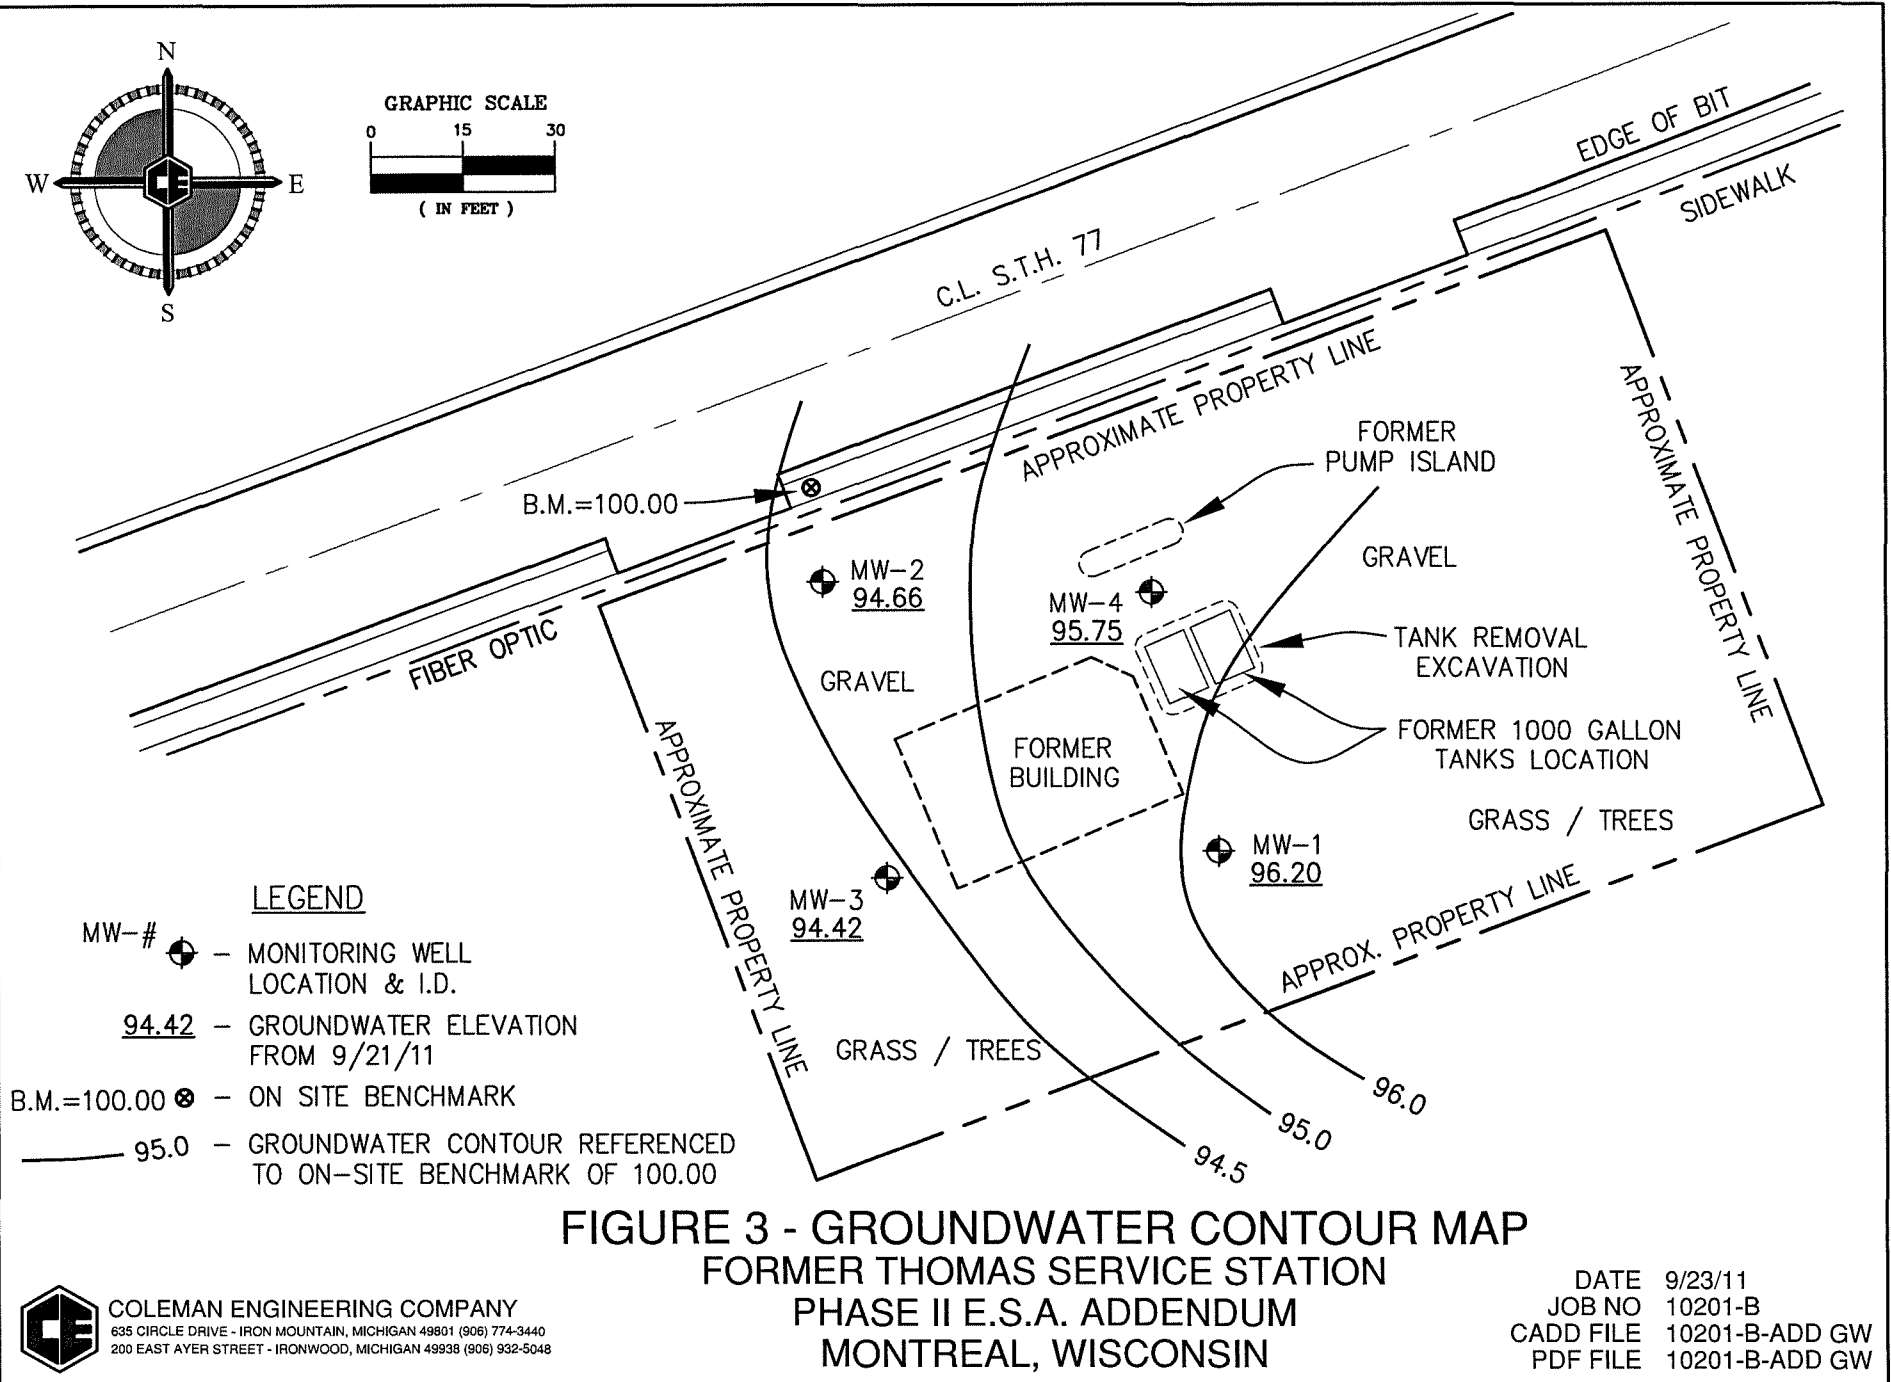 N
W
E
S
GRAPHIC SCALE
0 15 30
( IN FEET )
EDGE OF BIT
SIDEWALK
C.L. S.T.H. 77
APPROXIMATE PROPERTY LINE
APPROXIMATE PROPERTY LINE
FORMER
PUMP ISLAND
B.M.=100.00
GRAVEL
MW-2
94.66
MW-4
95.75
FIBER OPTIC
TANK REMOVAL
EXCAVATION
GRAVEL
FORMER 1000 GALLON
TANKS LOCATION
FORMER
BUILDING
APPROXIMATE PROPERTY LINE
GRASS / TREES
MW-1
96.20
MW-3
94.42
APPROX. PROPERTY LINE
GRASS / TREES
96.0
95.0
94.5
LEGEND
MW-# - MONITORING WELL
LOCATION & I.D.
94.42 - GROUNDWATER ELEVATION
FROM 9/21/11
B.M.=100.00 ⊗ - ON SITE BENCHMARK
95.0 - GROUNDWATER CONTOUR REFERENCED
TO ON-SITE BENCHMARK OF 100.00
FIGURE 3 - GROUNDWATER CONTOUR MAP
FORMER THOMAS SERVICE STATION
PHASE II E.S.A. ADDENDUM
MONTREAL, WISCONSIN
CE
COLEMAN ENGINEERING COMPANY
635 CIRCLE DRIVE - IRON MOUNTAIN, MICHIGAN 49801 (906) 774-3440
200 EAST AYER STREET - IRONWOOD, MICHIGAN 49938 (906) 932-5048
DATE 9/23/11
JOB NO 10201-B
CADD FILE 10201-B-ADD GW
PDF FILE 10201-B-ADD GW